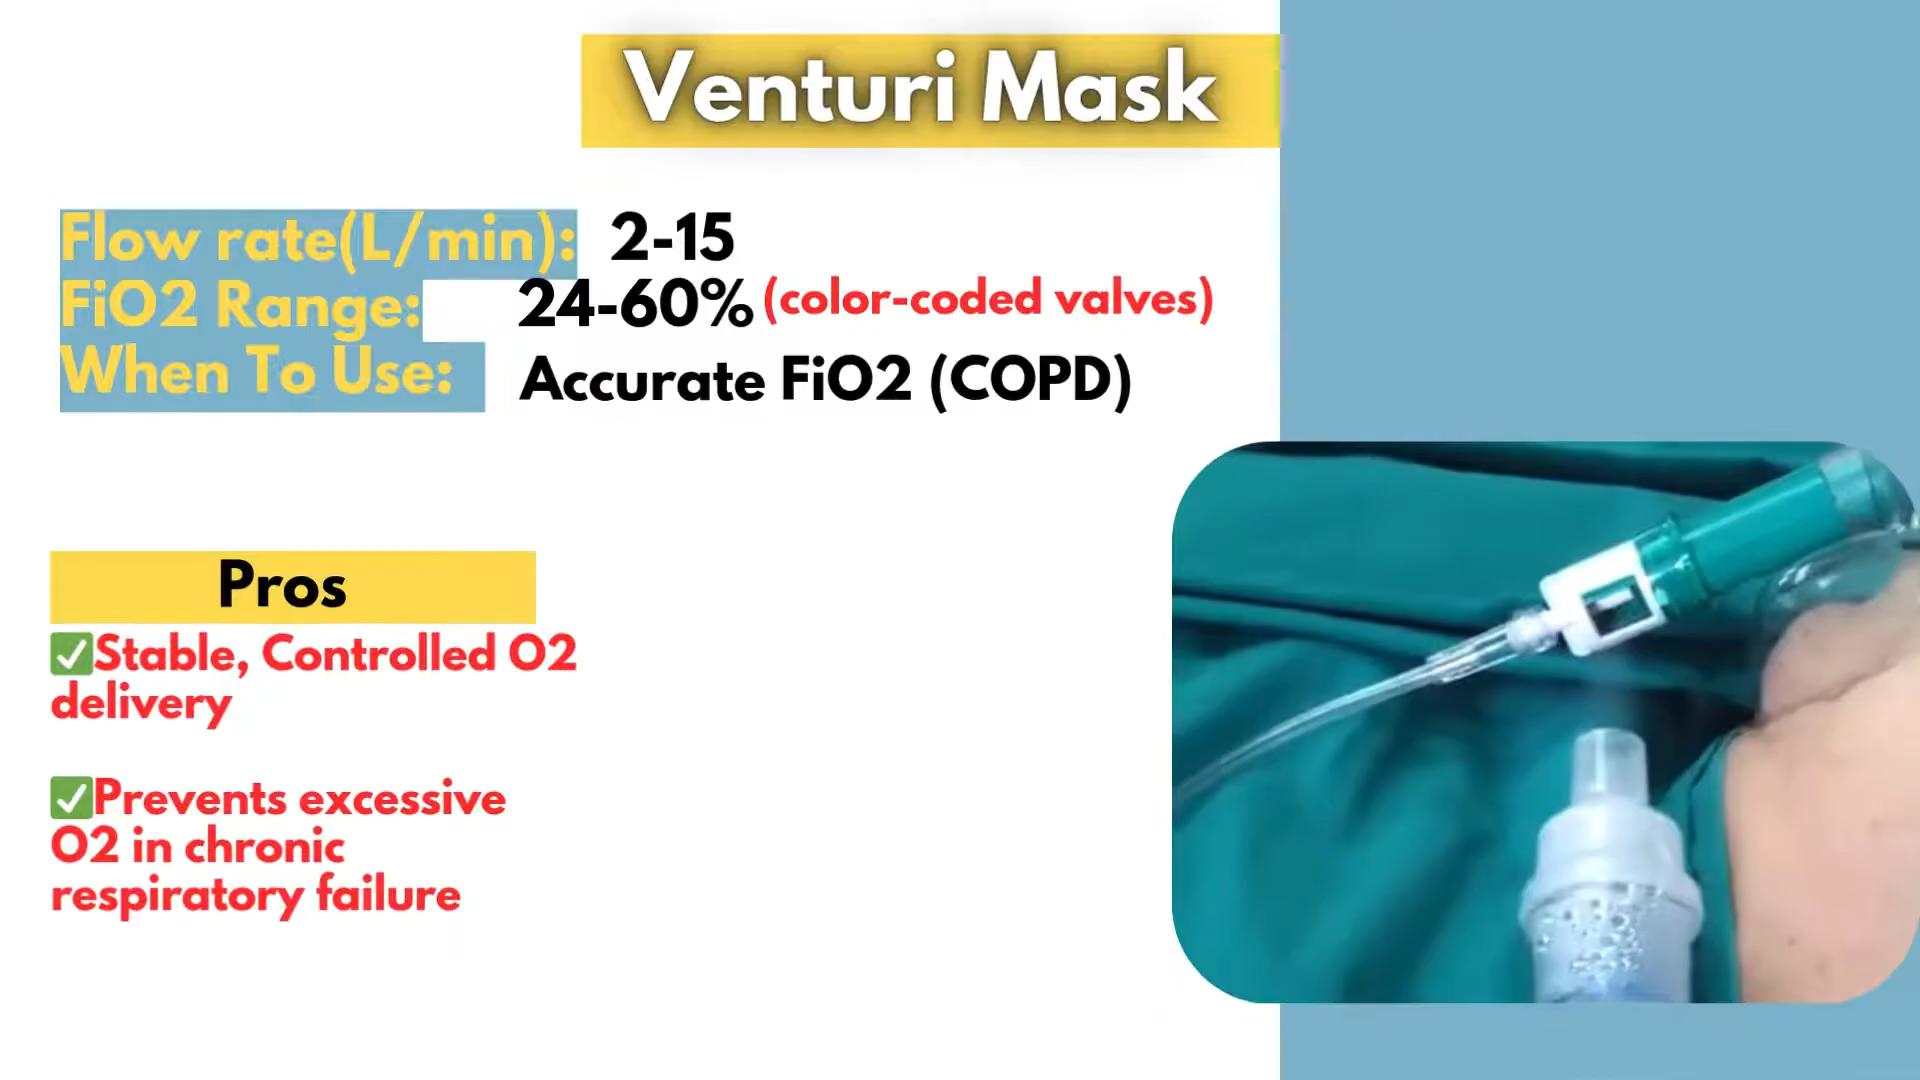 Venturi Mask
Flow rate(L/min): 2-15
FiO2 Range: 24-60% (color-coded valves)
When To Use: Accurate FiO2 (COPD)
Pros
✅Stable, Controlled O2
delivery
✅Prevents excessive
O2 in chronic
respiratory failure